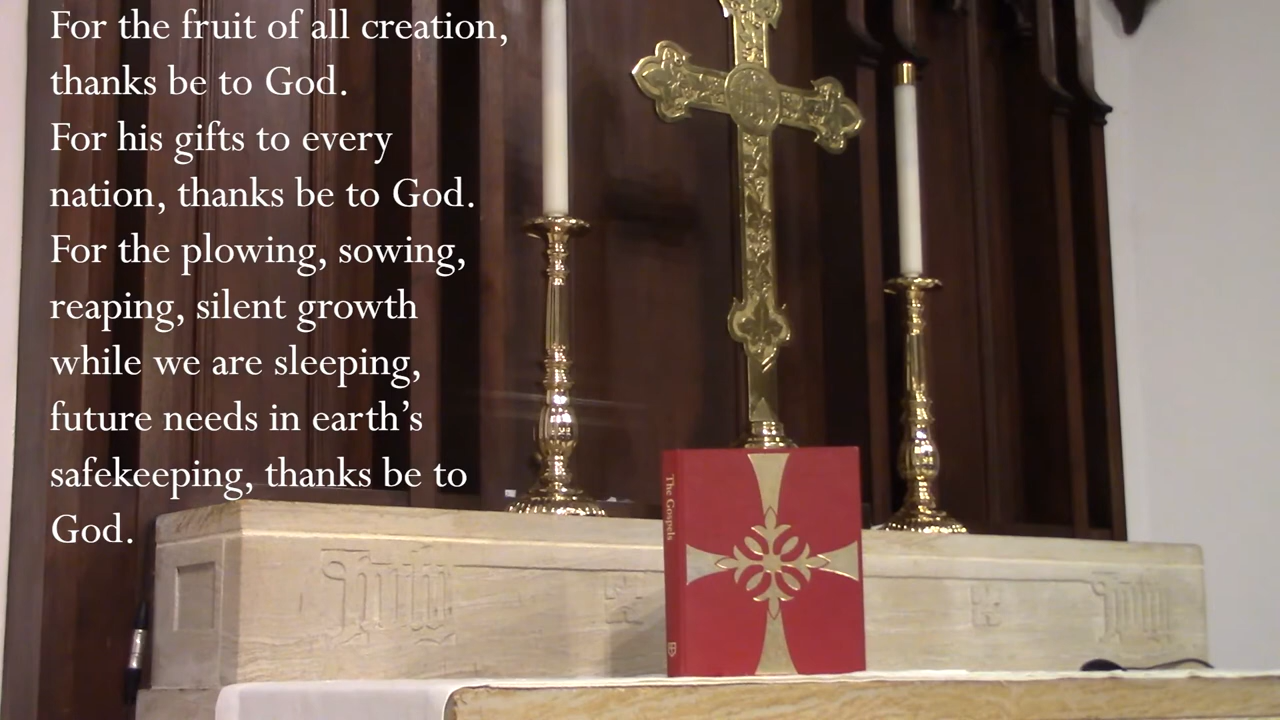 For the fruit of all creation,
thanks be to God.
For his gifts to every
nation, thanks be to God.
For the plowing, sowing,
reaping, silent growth
while we are sleeping,
future needs in earth’s
safekeeping, thanks be to
God.
The Gospels